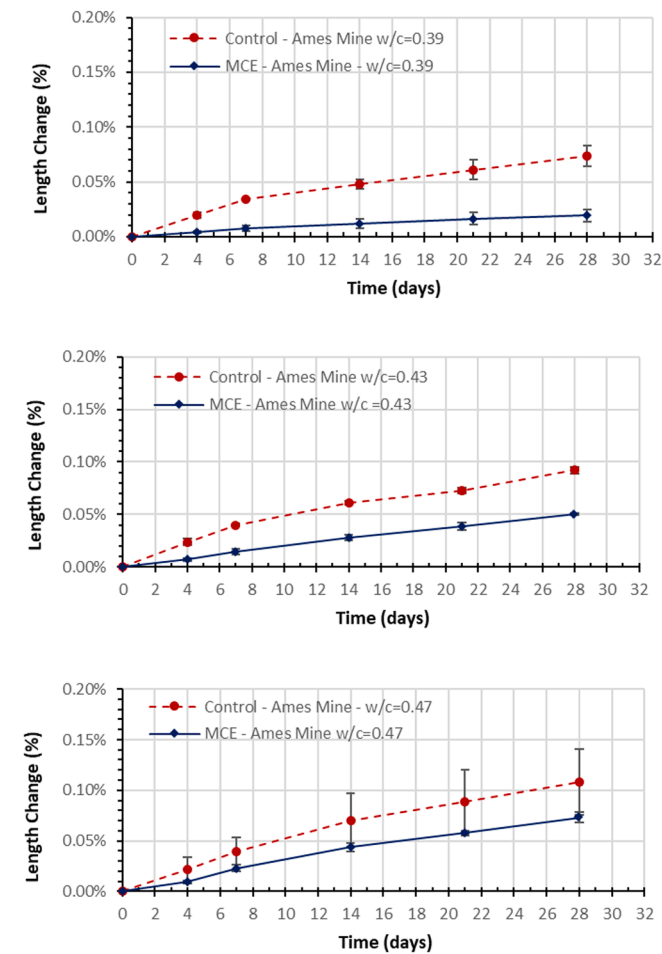 0.20%
Control - Ames Mine w/c=0.39
MCE - Ames Mine - w/c=0.39
0.15%
0.10%
0.05%
0.00%
Length Change (%)
0 2 4 6 8 10 12 14 16 18 20 22 24 26 28 30 32
Time (days)
0.20%
Control - Ames Mine w/c=0.43
MCE - Ames Mine w/c =0.43
0.15%
0.10%
0.05%
0.00%
Length Change (%)
0 2 4 6 8 10 12 14 16 18 20 22 24 26 28 30 32
Time (days)
0.20%
Control - Ames Mine - w/c=0.47
MCE - Ames Mine w/c=0.47
0.15%
0.10%
0.05%
0.00%
Length Change (%)
0 2 4 6 8 10 12 14 16 18 20 22 24 26 28 30 32
Time (days)